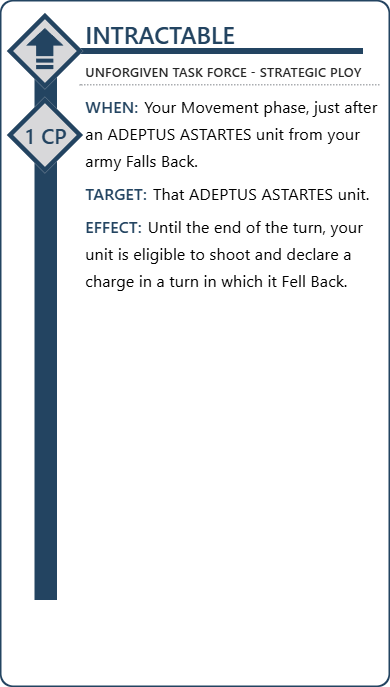 INTRACTABLE
UNFORGIVEN TASK FORCE - STRATEGIC PLOY
WHEN: Your Movement phase, just after
1 CP
an ADEPTUS ASTARTES unit from your
army Falls Back.
TARGET: That ADEPTUS ASTARTES unit.
EFFECT: Until the end of the turn, your
unit is eligible to shoot and declare a
charge in a turn in which it Fell Back.